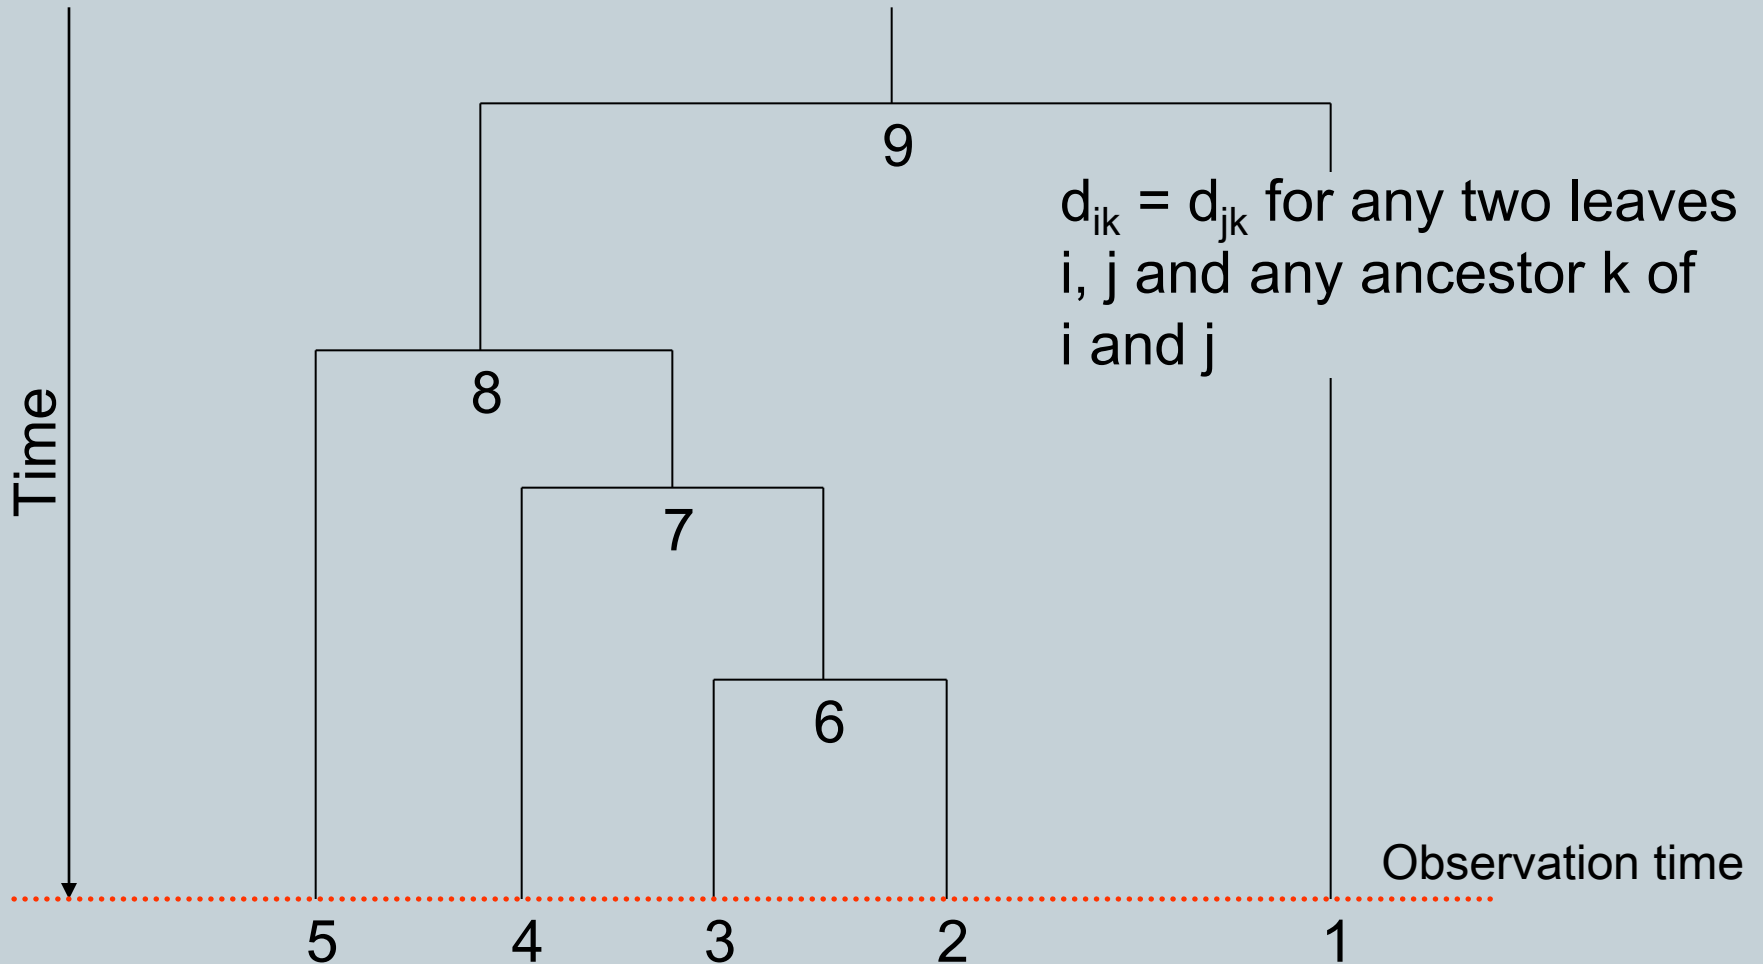 9
d_ik = d_jk for any two leaves
i, j and any ancestor k of
i and j
8
Time
7
6
Observation time
5 4 3 2 1